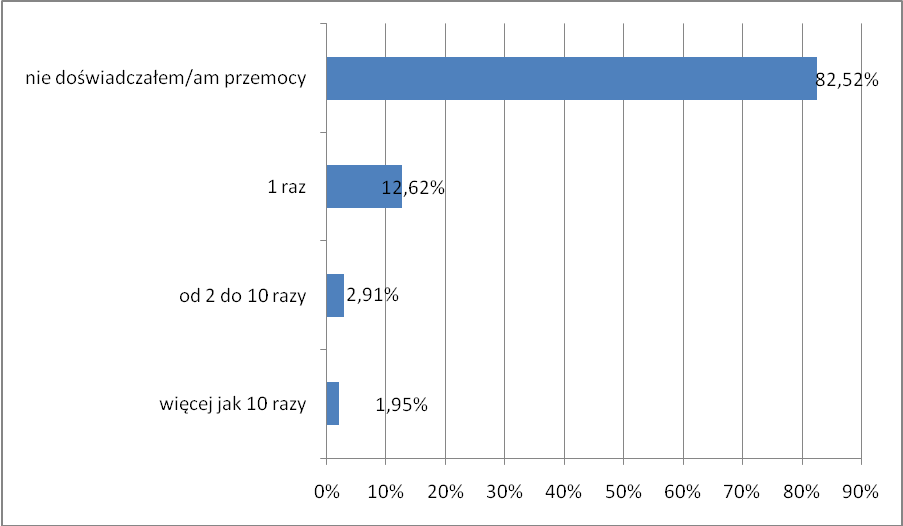 nie doświadczałem/am przemocy
82,52%
1 raz
12,62%
od 2 do 10 razy
2,91%
więcej jak 10 razy
1,95%
0% 10% 20% 30% 40% 50% 60% 70% 80% 90%